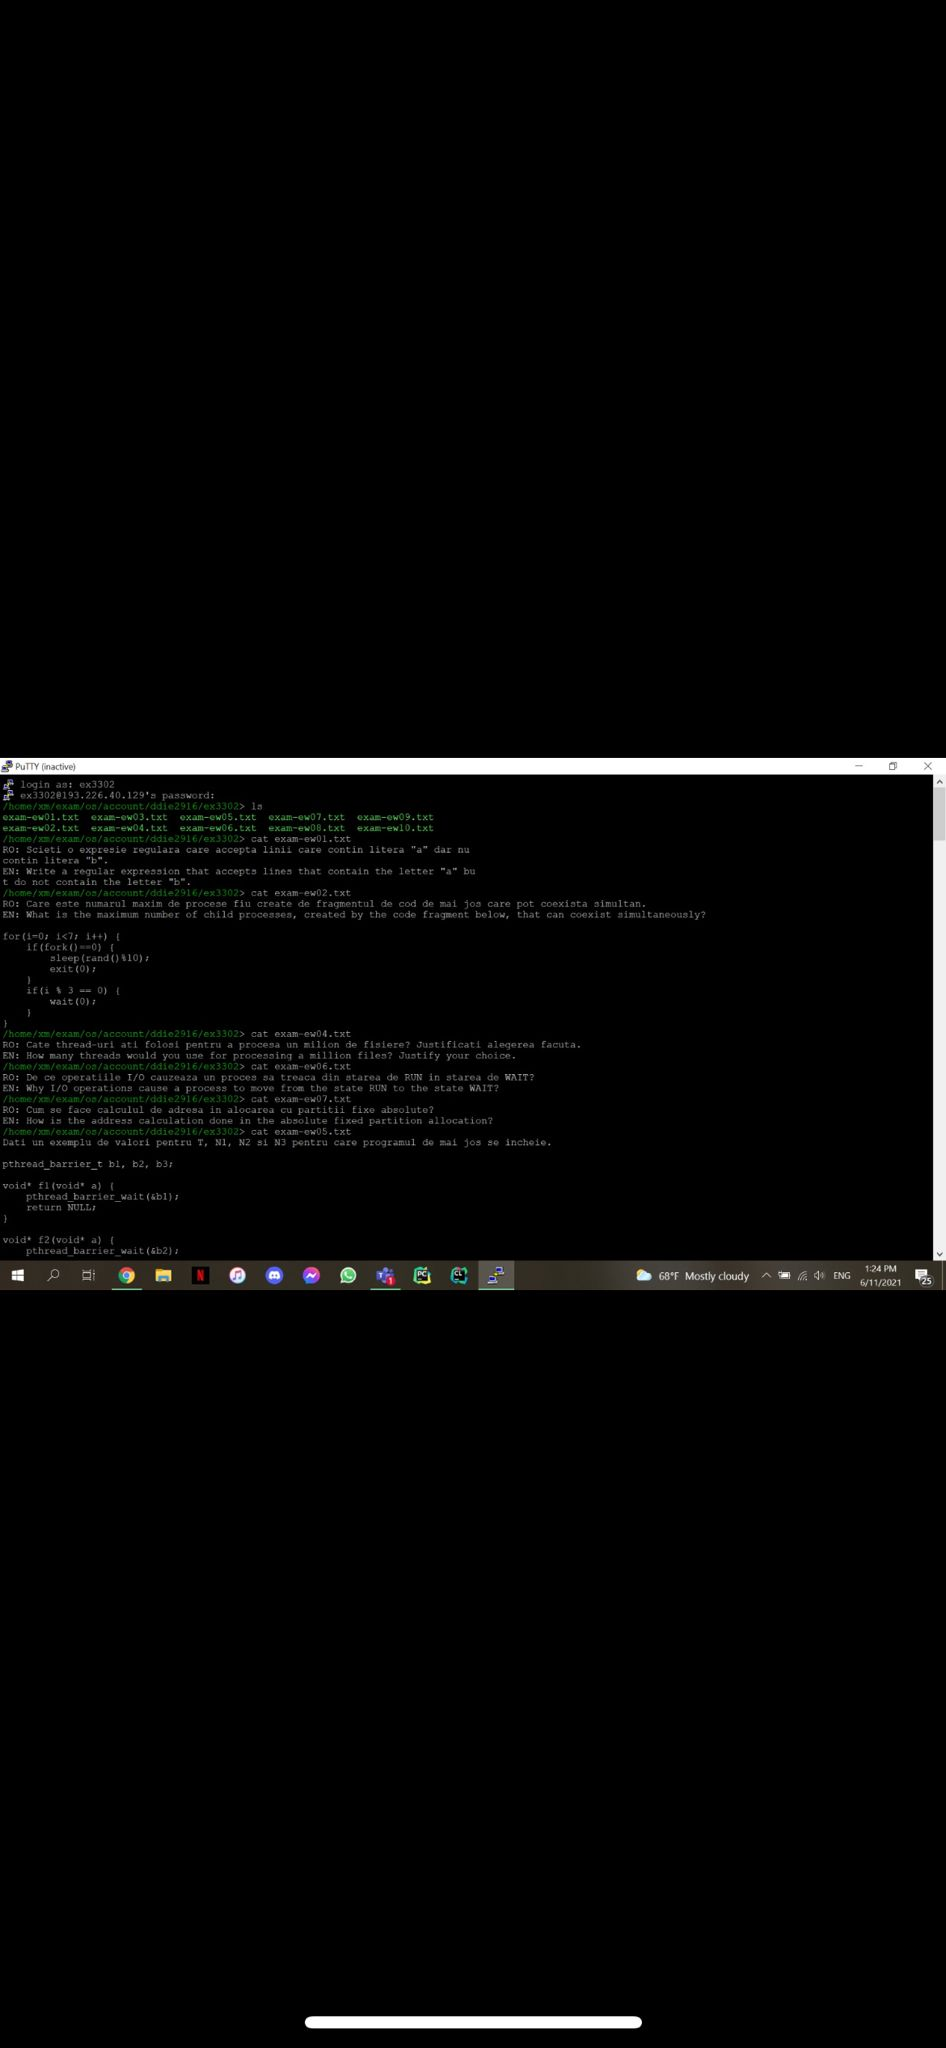 PuTTY (inactive)
login as: ex3302
ex3302@193.226.40.129's password:
/home/xm/exam/os/account/ddie2916/ex3302> ls
exam-ew01.txt  exam-ew03.txt  exam-ew05.txt  exam-ew07.txt  exam-ew09.txt
exam-ew02.txt  exam-ew04.txt  exam-ew06.txt  exam-ew08.txt  exam-ew10.txt
/home/xm/exam/os/account/ddie2916/ex3302> cat exam-ew01.txt
RO: Scieti o expresie regulara care accepta linii care contin litera "a" dar nu
contin litera "b".
EN: Write a regular expression that accepts lines that contain the letter "a" bu
t do not contain the letter "b".
/home/xm/exam/os/account/ddie2916/ex3302> cat exam-ew02.txt
RO: Care este numarul maxim de procese fiu create de fragmentul de cod de mai jos care pot coexista simultan.
EN: What is the maximum number of child processes, created by the code fragment below, that can coexist simultaneously?
for(i=0; i<7; i++) {
    if(fork()==0) {
        sleep(rand()%10);
        exit(0);
    }
    if(i % 3 == 0) {
        wait(0);
    }
}
/home/xm/exam/os/account/ddie2916/ex3302> cat exam-ew04.txt
RO: Cate thread-uri ati folosi pentru a procesa un milion de fisiere? Justificati alegerea facuta.
EN: How many threads would you use for processing a million files? Justify your choice.
/home/xm/exam/os/account/ddie2916/ex3302> cat exam-ew06.txt
RO: De ce operatiile I/O cauzeaza un proces sa treaca din starea de RUN in starea de WAIT?
EN: Why I/O operations cause a process to move from the state RUN to the state WAIT?
/home/xm/exam/os/account/ddie2916/ex3302> cat exam-ew07.txt
RO: Cum se face calculul de adresa in alocarea cu partitii fixe absolute?
EN: How is the address calculation done in the absolute fixed partition allocation?
/home/xm/exam/os/account/ddie2916/ex3302> cat exam-ew05.txt
Dati un exemplu de valori pentru T, N1, N2 si N3 pentru care programul de mai jos se incheie.
pthread_barrier_t b1, b2, b3;
void* f1(void* a) {
    pthread_barrier_wait(&b1);
    return NULL;
}
void* f2(void* a) {
    pthread_barrier_wait(&b2);
N
PC
CL
1
68°F  Mostly cloudy
ENG
1:24 PM
6/11/2021
25